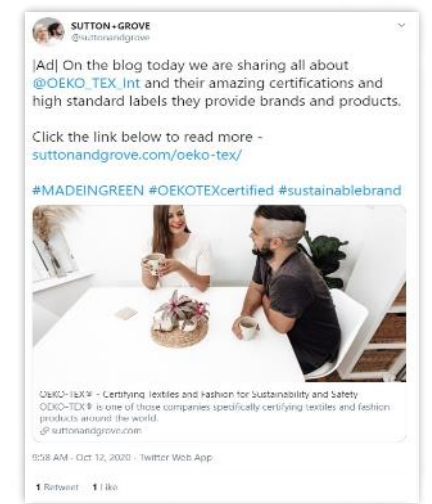 SUTTON+GROVE
@suttonandgrove
|Ad| On the blog today we are sharing all about
@OEKO_TEX_Int and their amazing certifications and
high standard labels they provide brands and products.
Click the link below to read more -
suttonandgrove.com/oeko-tex/
#MADEINGREEN #OEKOTEXcertified #sustainablebrand
OEKO-TEX® - Certifying Textiles and Fashion for Sustainability and Safety
OEKO-TEX® is one of those companies specifically certifying textiles and fashion
products around the world.
suttonandgrove.com
9:58 AM · Oct 12, 2020 · Twitter Web App
1 Retweet 1 Like